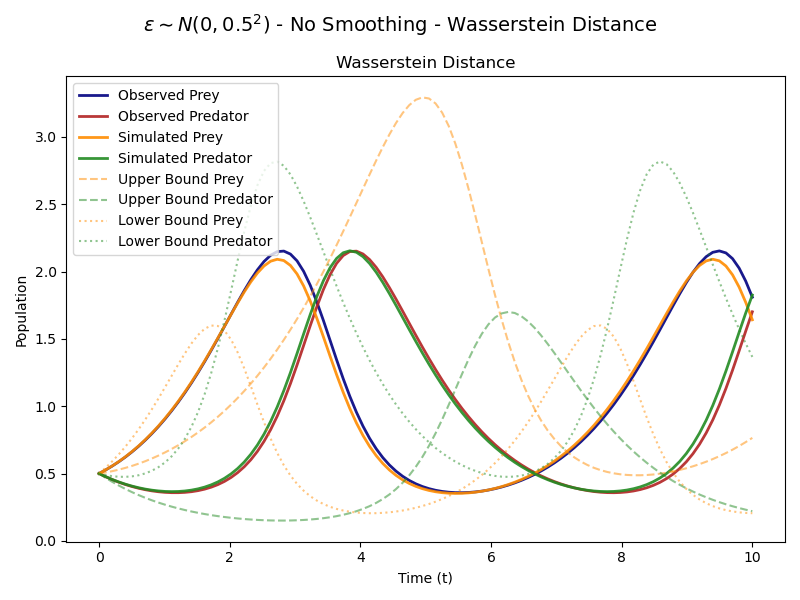 ε ~ N(0, 0.5²) - No Smoothing - Wasserstein Distance
Wasserstein Distance
Observed Prey
Observed Predator
Simulated Prey
Simulated Predator
Upper Bound Prey
Upper Bound Predator
Lower Bound Prey
Lower Bound Predator
Population
3.0
2.5
2.0
1.5
1.0
0.5
0.0
0 2 4 6 8 10
Time (t)